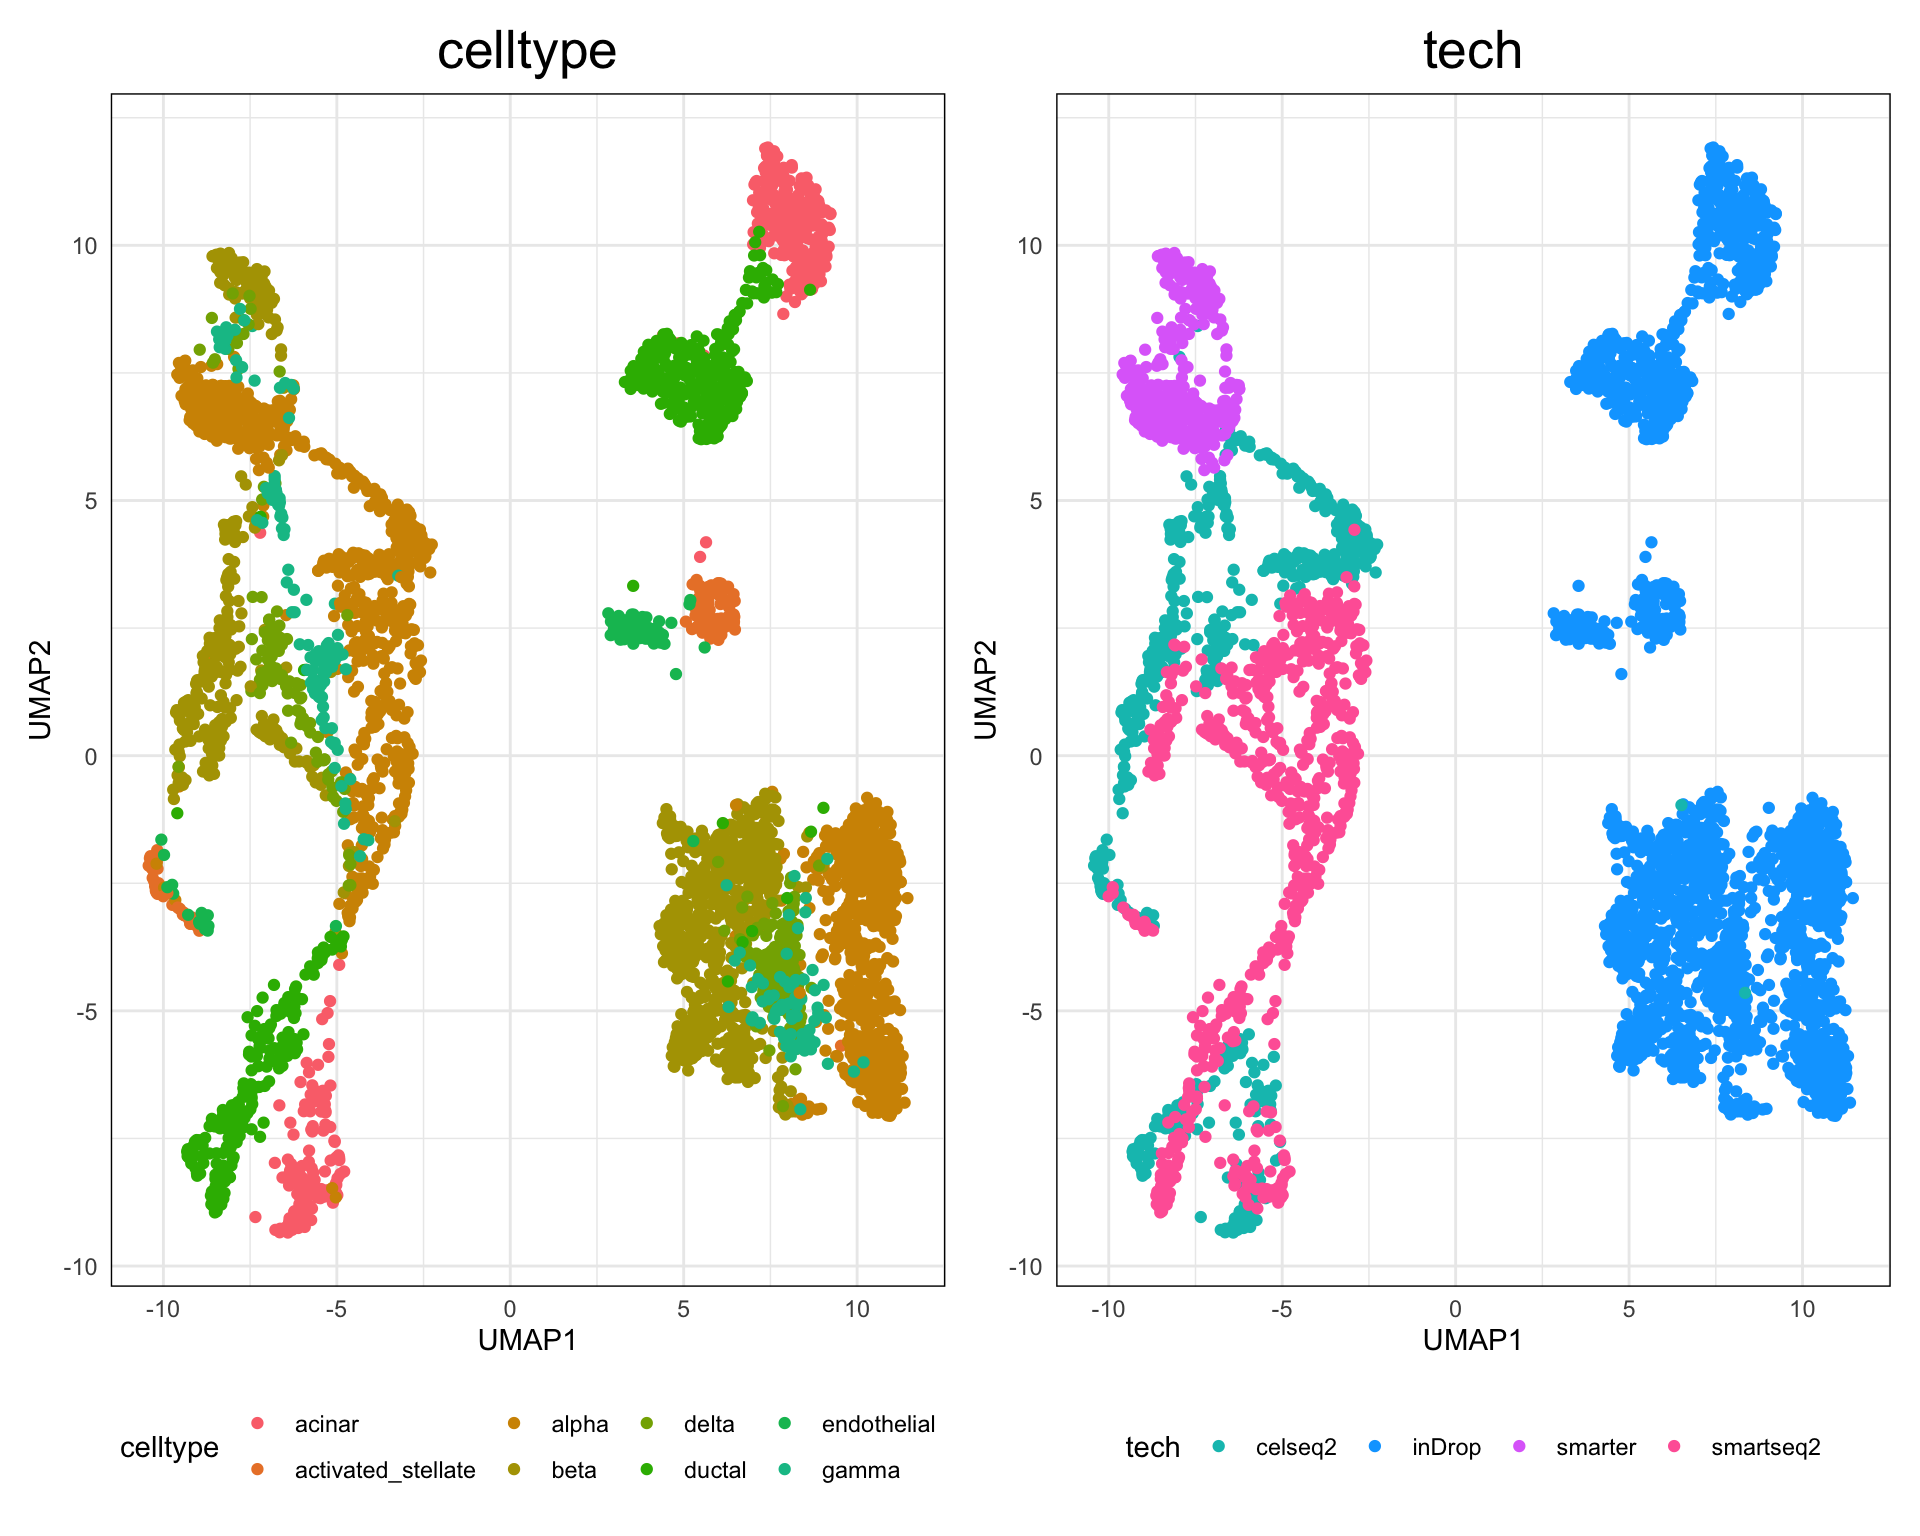 celltype
tech
10
5
0
-5
-10
UMAP2
-10 -5 0 5 10
UMAP1
10
5
0
-5
-10
UMAP2
-10 -5 0 5 10
UMAP1
celltype
acinar alpha delta endothelial
activated_stellate beta ductal gamma
tech celseq2 inDrop smarter smartseq2